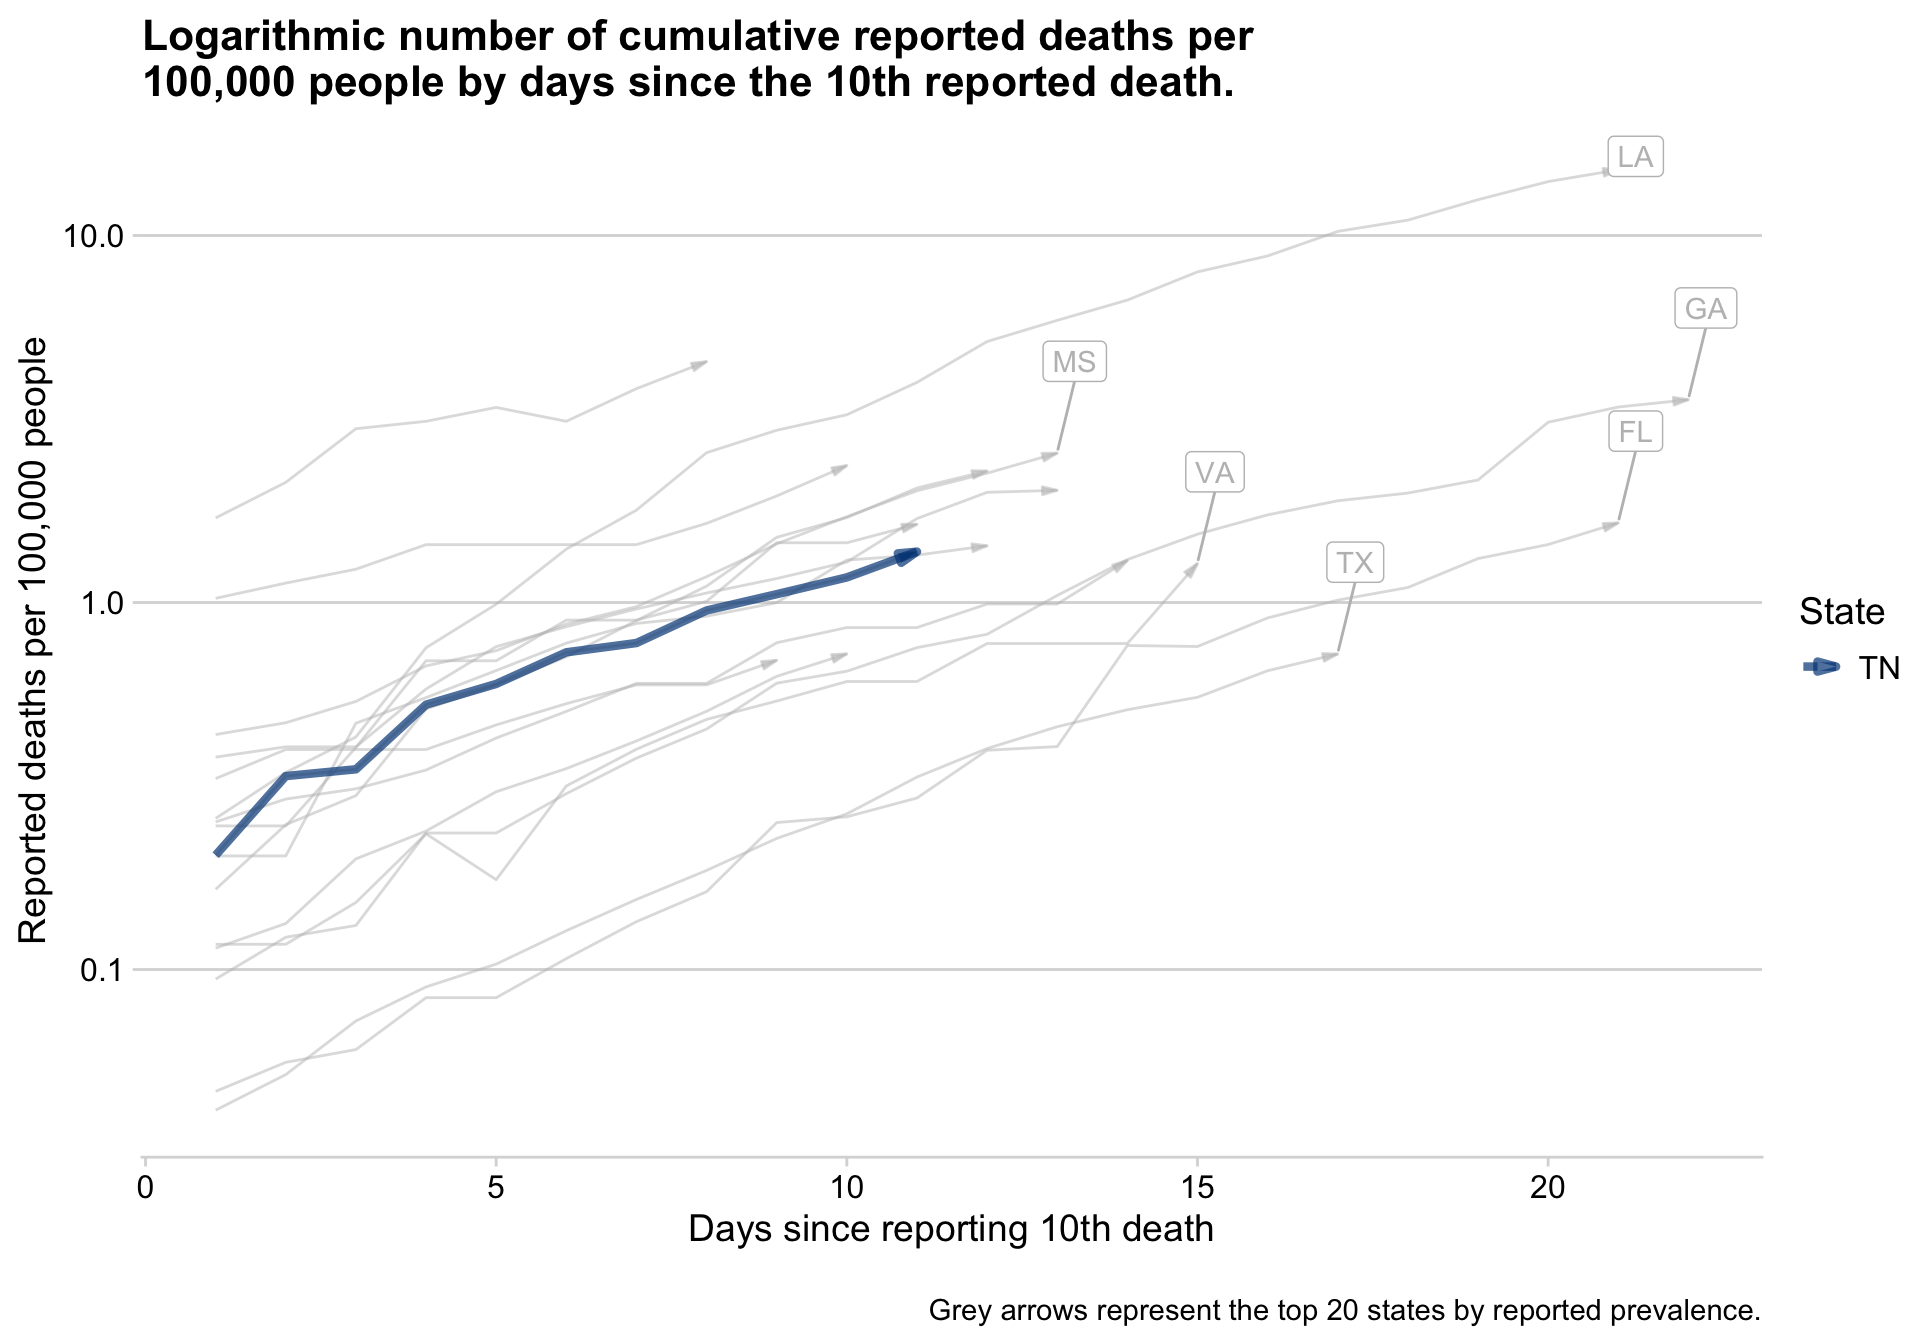 Logarithmic number of cumulative reported deaths per
100,000 people by days since the 10th reported death.
LA
10.0
GA
MS
FL
VA
TX
1.0
State
TN
0.1
Reported deaths per 100,000 people
0 5 10 15 20
Days since reporting 10th death
Grey arrows represent the top 20 states by reported prevalence.